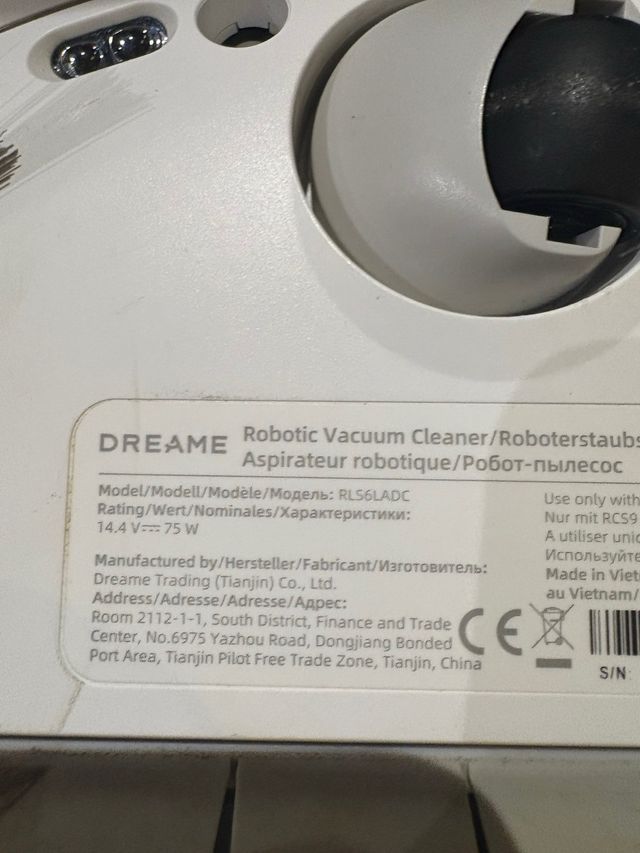 DREAME
Robotic Vacuum Cleaner/Roboterstaubs
Aspirateur robotique/Робот-пылесос
Model/Modell/Modèle/Модель: RLS6LADC
Rating/Wert/Nominales/Характеристики:
14.4 V⎓ 75 W
Manufactured by/Hersteller/Fabricant/Изготовитель:
Dreame Trading (Tianjin) Co., Ltd.
Address/Adresse/Adresse/Адрес:
Room 2112-1-1, South District, Finance and Trade
Center, No.6975 Yazhou Road, Dongjiang Bonded
Port Area, Tianjin Pilot Free Trade Zone, Tianjin, China
Use only with
Nur mit RCS9
A utiliser uniq
Используйте
Made in Viet
au Vietnam/
CE
S/N: